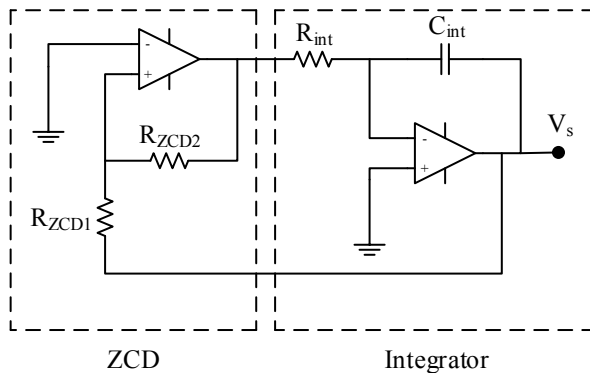 R_int
C_int
-
+
R_ZCD2
-
+
V_s
R_ZCD1
ZCD
Integrator